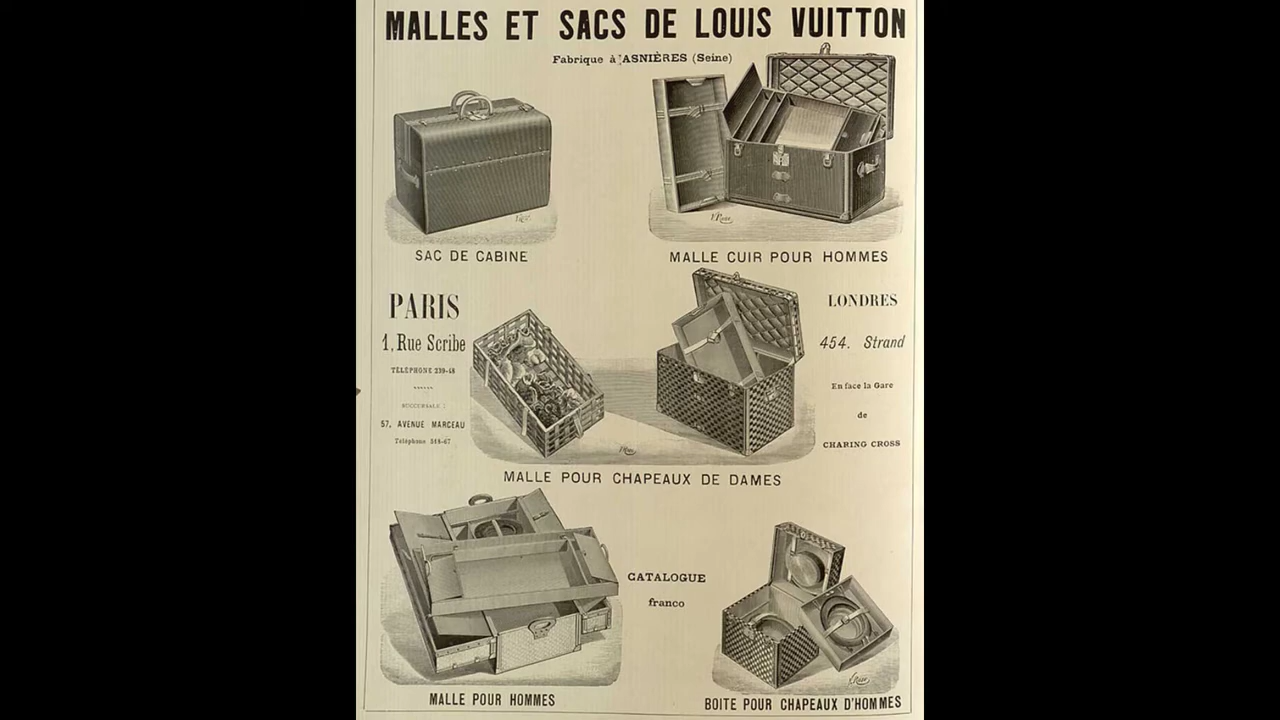 MALLES ET SACS DE LOUIS VUITTON
Fabrique à ASNIÈRES (Seine)
SAC DE CABINE
MALLE CUIR POUR HOMMES
PARIS
1, Rue Scribe
TÉLÉPHONE 239-48
SUCCURSALE :
57, AVENUE MARCEAU
Téléphone 514-67
LONDRES
454. Strand
En face la Gare
de
CHARING CROSS
MALLE POUR CHAPEAUX DE DAMES
CATALOGUE
franco
MALLE POUR HOMMES
BOITE POUR CHAPEAUX D'HOMMES